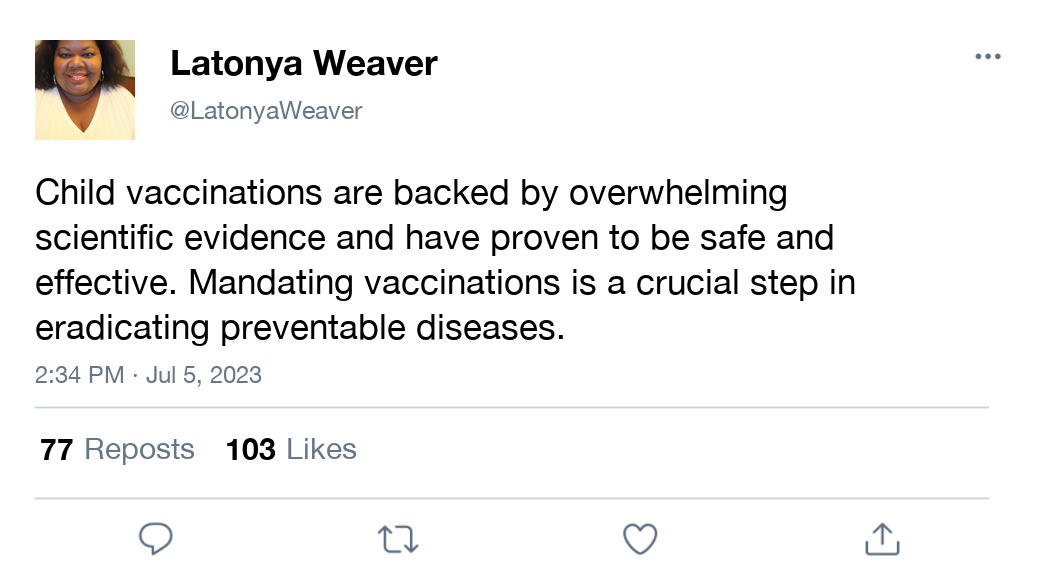 Latonya Weaver
@LatonyaWeaver
Child vaccinations are backed by overwhelming
scientific evidence and have proven to be safe and
effective. Mandating vaccinations is a crucial step in
eradicating preventable diseases.
2:34 PM · Jul 5, 2023
77 Reposts 103 Likes